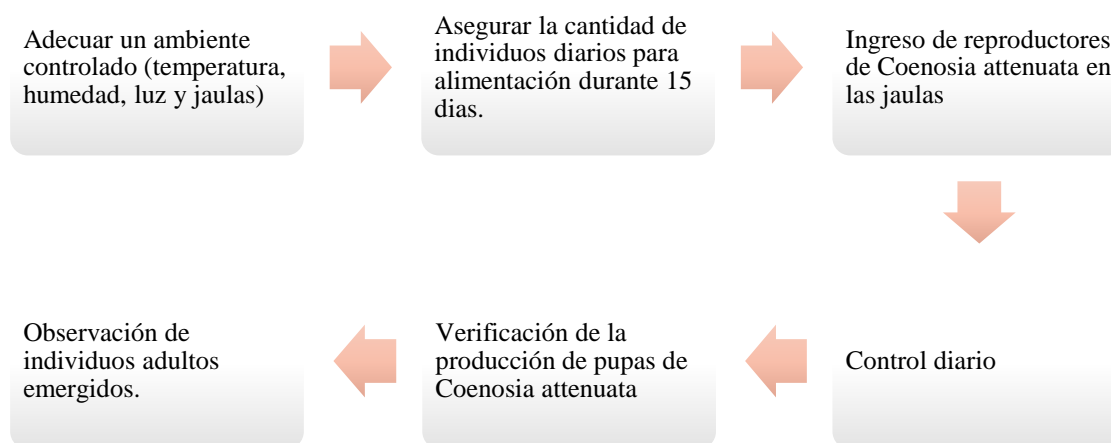 Adecuar un ambiente
controlado (temperatura,
humedad, luz y jaulas)
Asegurar la cantidad de
individuos diarios para
alimentación durante 15
dias.
Ingreso de reproductores
de Coenosia attenuata en
las jaulas
Control diario
Verificación de la
producción de pupas de
Coenosia attenuata
Observación de
individuos adultos
emergidos.